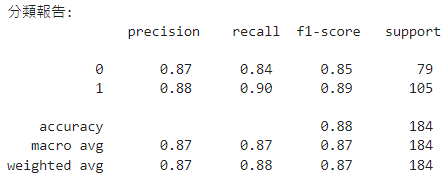 分類報告:
precision recall f1-score support
0 0.87 0.84 0.85 79
1 0.88 0.90 0.89 105
accuracy 0.88 184
macro avg 0.87 0.87 0.87 184
weighted avg 0.87 0.88 0.87 184